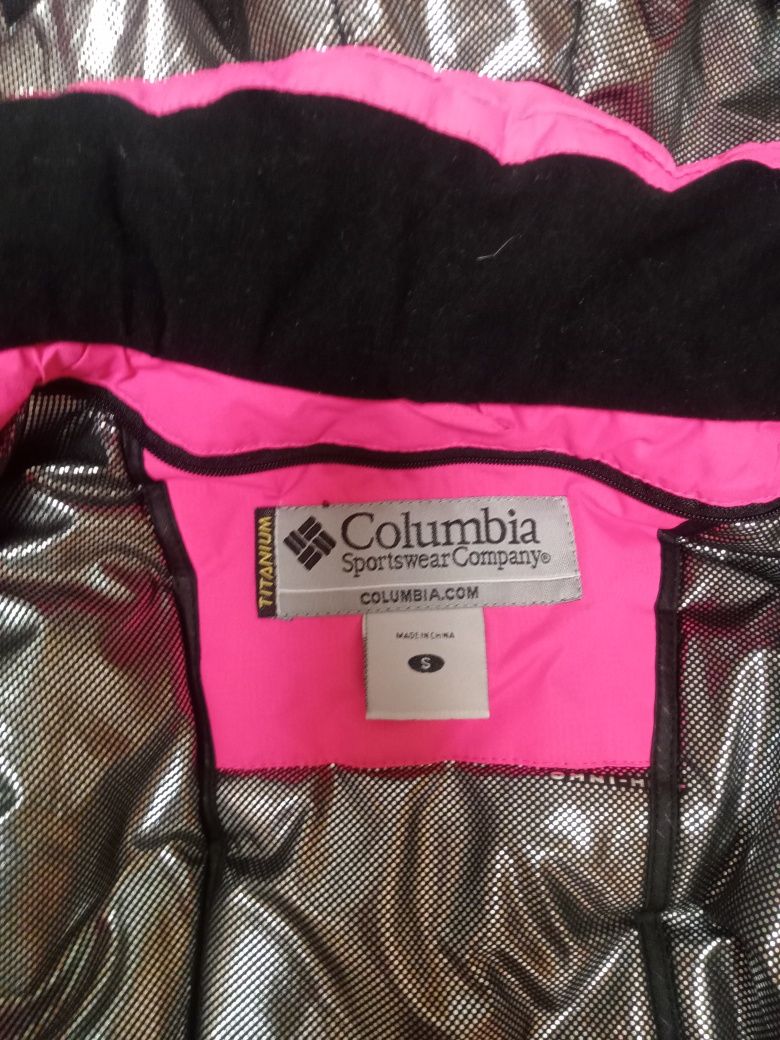 TITANIUM
Columbia
Sportswear Company®
COLUMBIA.COM
MADE IN CHINA
S